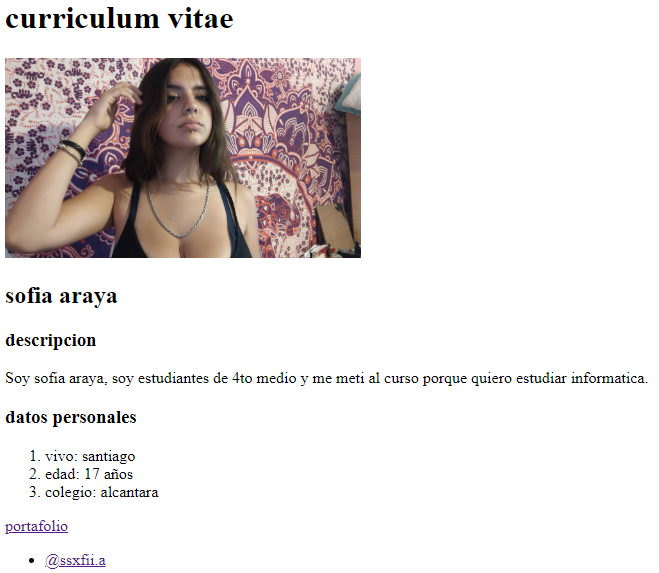 curriculum vitae
sofia araya
descripcion
Soy sofia araya, soy estudiantes de 4to medio y me meti al curso porque quiero estudiar informatica.
datos personales
1. vivo: santiago
2. edad: 17 años
3. colegio: alcantara
portafolio
• @ssxfii.a